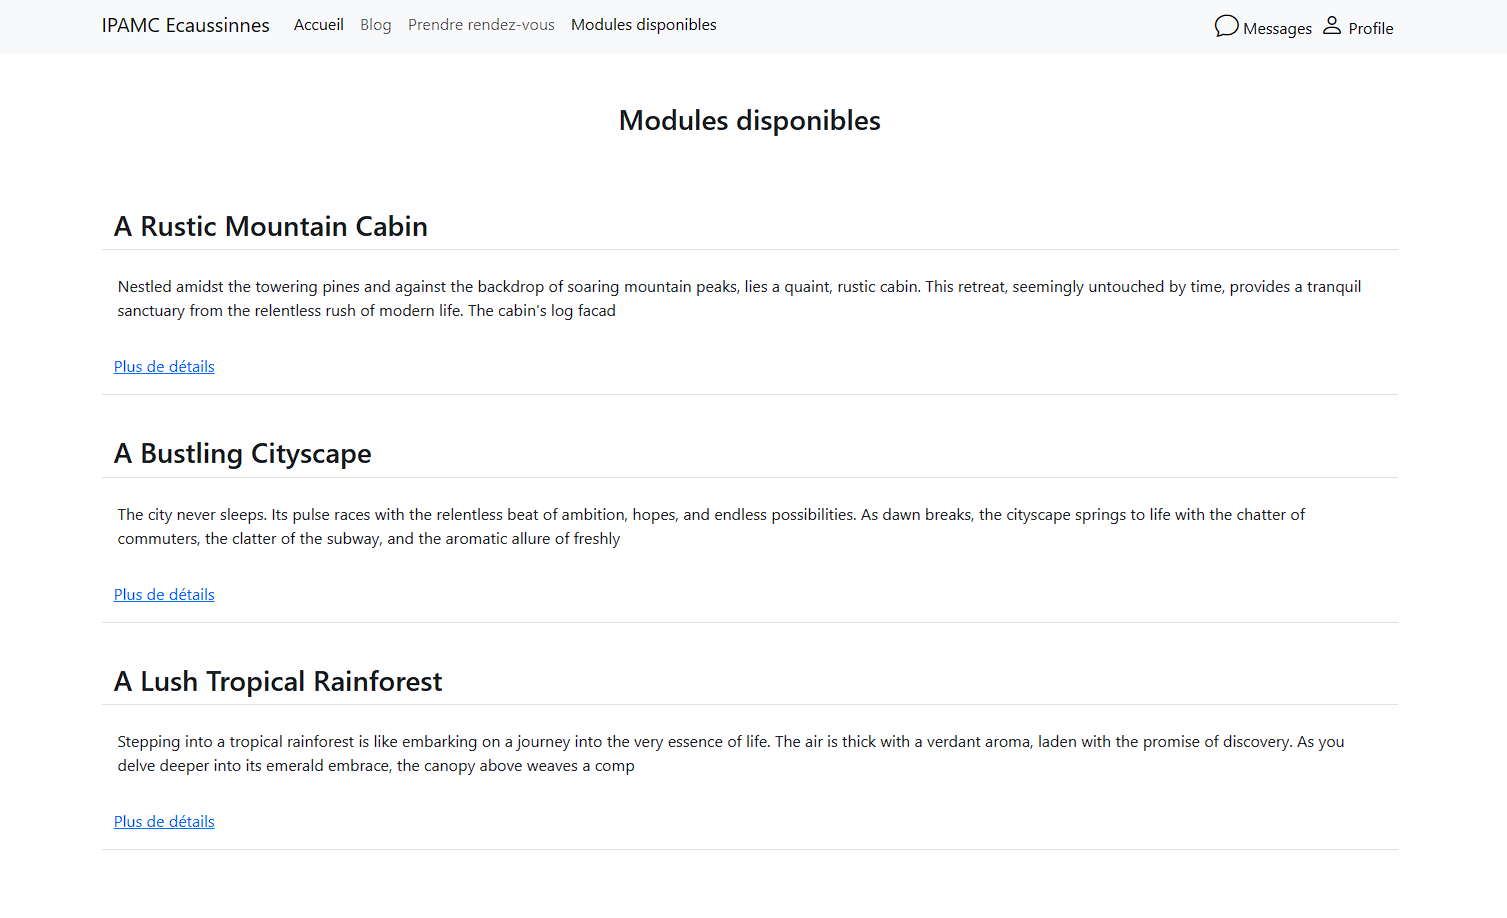 IPAMC Ecaussinnes Accueil Blog Prendre rendez-vous Modules disponibles Messages Profile
Modules disponibles
A Rustic Mountain Cabin
Nestled amidst the towering pines and against the backdrop of soaring mountain peaks, lies a quaint, rustic cabin. This retreat, seemingly untouched by time, provides a tranquil
sanctuary from the relentless rush of modern life. The cabin's log facad
Plus de détails
A Bustling Cityscape
The city never sleeps. Its pulse races with the relentless beat of ambition, hopes, and endless possibilities. As dawn breaks, the cityscape springs to life with the chatter of
commuters, the clatter of the subway, and the aromatic allure of freshly
Plus de détails
A Lush Tropical Rainforest
Stepping into a tropical rainforest is like embarking on a journey into the very essence of life. The air is thick with a verdant aroma, laden with the promise of discovery. As you
delve deeper into its emerald embrace, the canopy above weaves a comp
Plus de détails